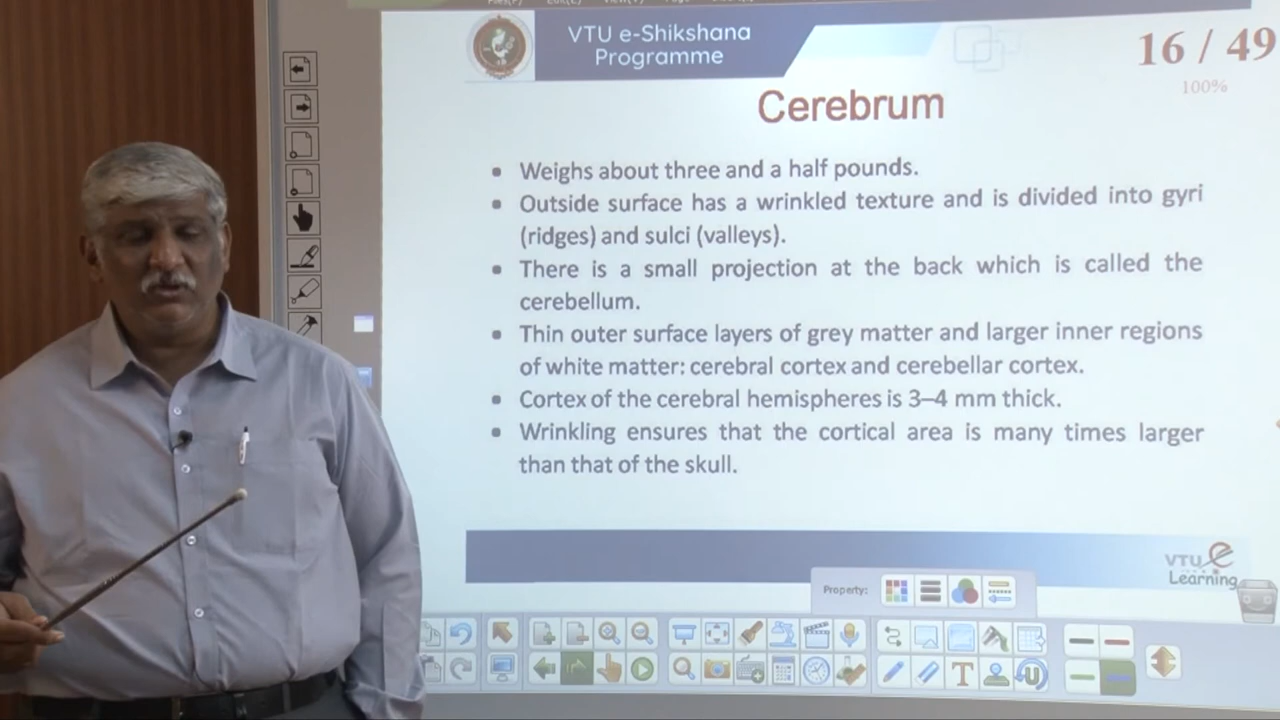 VTU e-Shikshana
Programme
16 / 49
100%
Cerebrum
▪ Weighs about three and a half pounds.
▪ Outside surface has a wrinkled texture and is divided into gyri
(ridges) and sulci (valleys).
▪ There is a small projection at the back which is called the
cerebellum.
▪ Thin outer surface layers of grey matter and larger inner regions
of white matter: cerebral cortex and cerebellar cortex.
▪ Cortex of the cerebral hemispheres is 3–4 mm thick.
▪ Wrinkling ensures that the cortical area is many times larger
than that of the skull.
VTU e
Learning
Property: